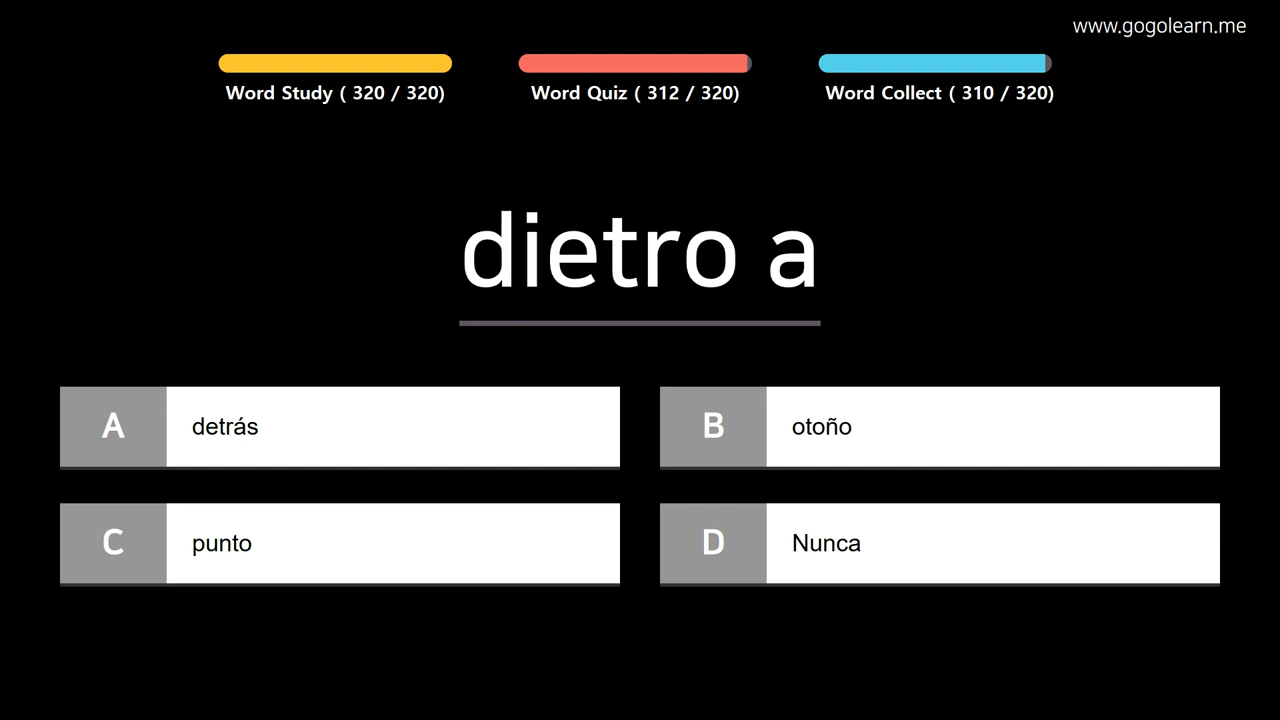 www.gogolearn.me
Word Study ( 320 / 320)
Word Quiz ( 312 / 320)
Word Collect ( 310 / 320)
dietro a
A detrás
B otoño
C punto
D Nunca